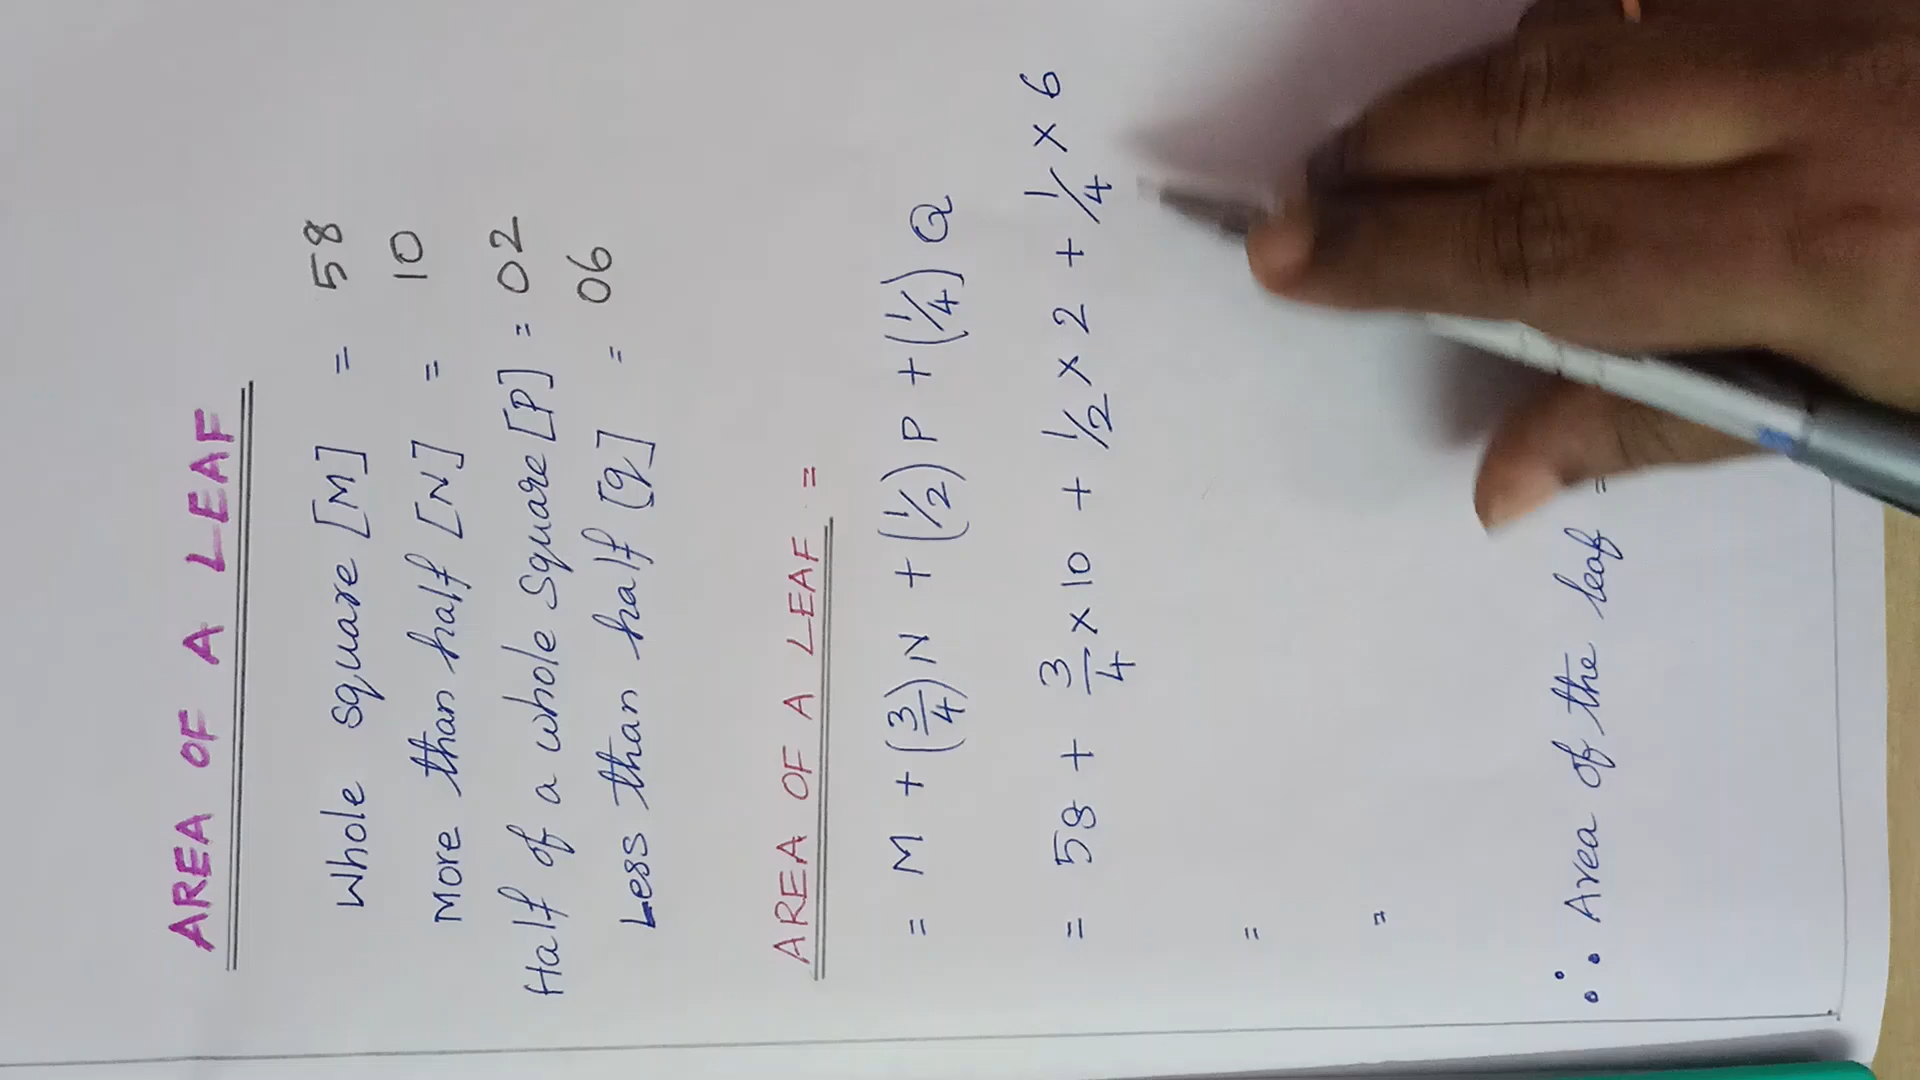 AREA OF A LEAF
Whole square [M] = 58
More than half [N] = 10
Half of a whole square [P] = 02
Less than half [q] = 06
AREA OF A LEAF =
= M + (3/4) N + (1/2) P + (1/4) Q
= 58 + 3/4 × 10 + 1/2 × 2 + 1/4 × 6
=
=
∴ Area of the leaf =